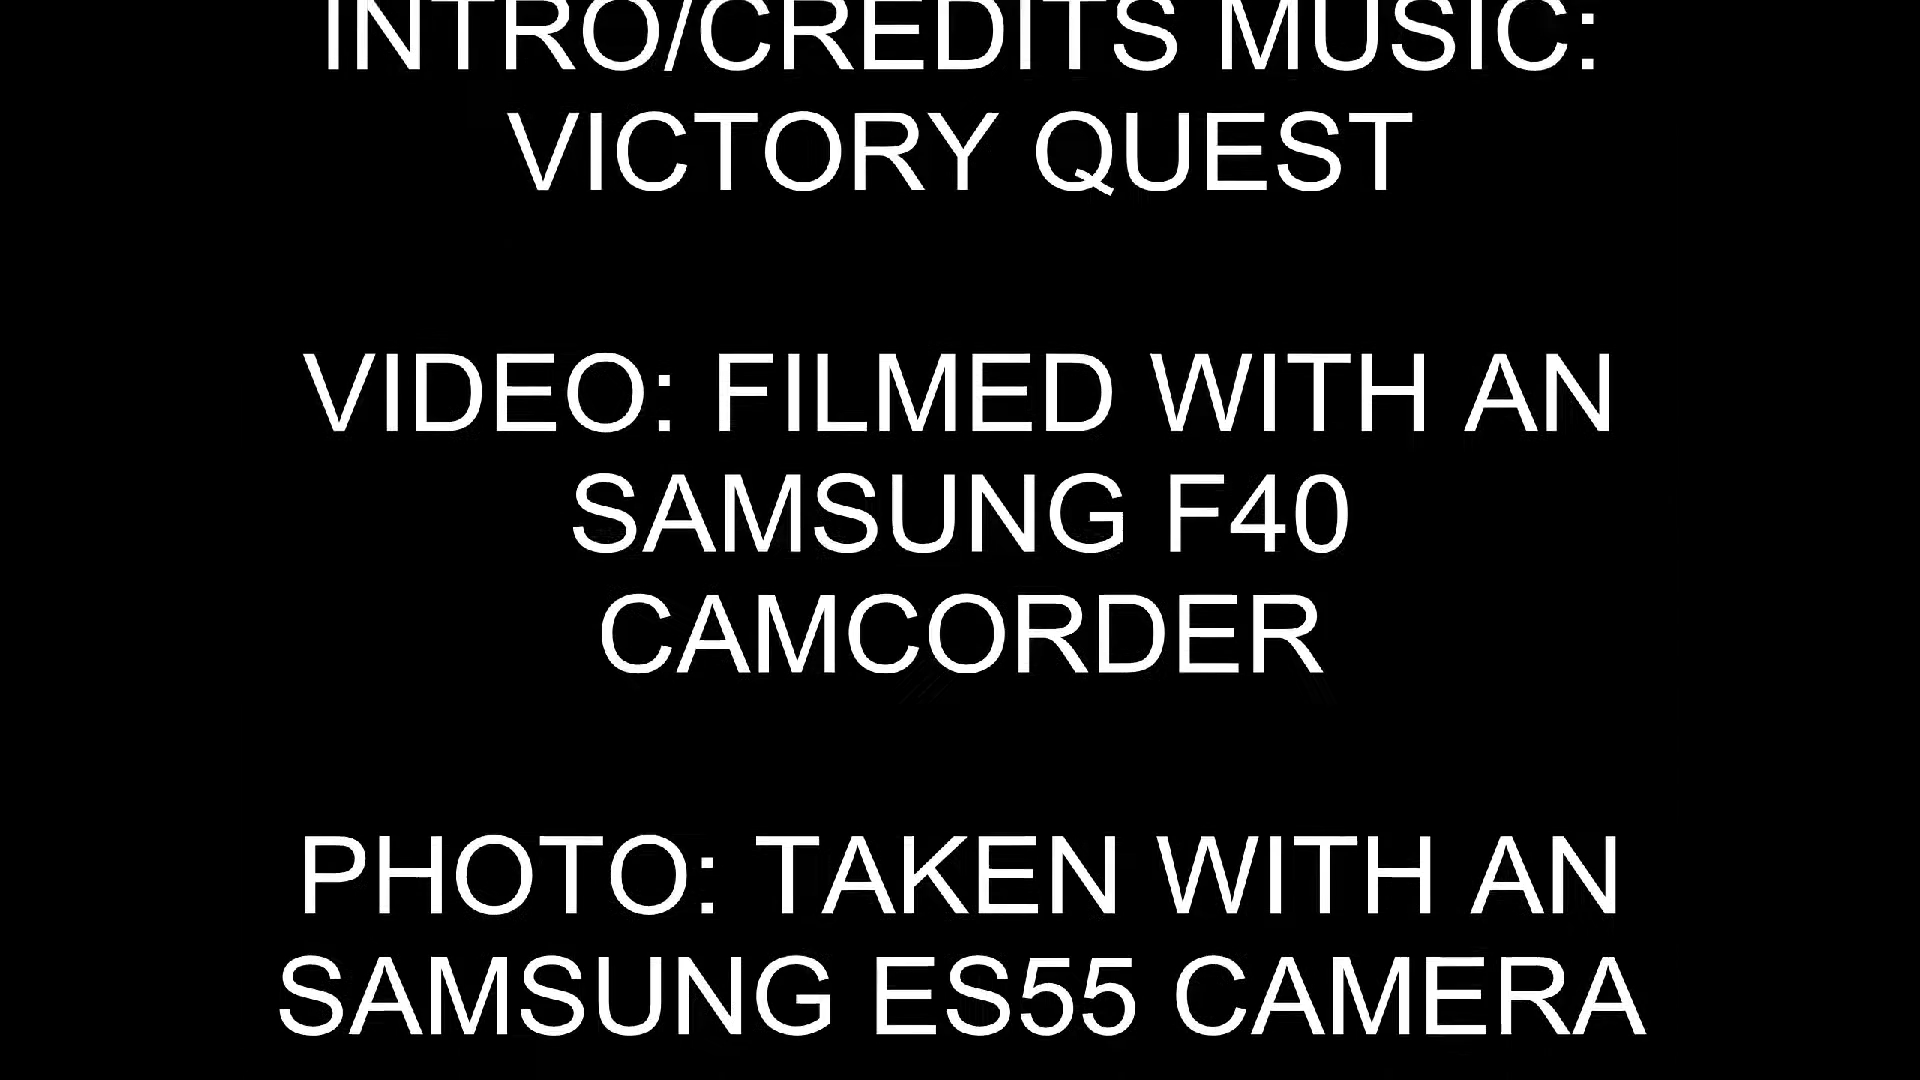 INTRO/CREDITS MUSIC:
VICTORY QUEST
VIDEO: FILMED WITH AN
SAMSUNG F40
CAMCORDER
PHOTO: TAKEN WITH AN
SAMSUNG ES55 CAMERA